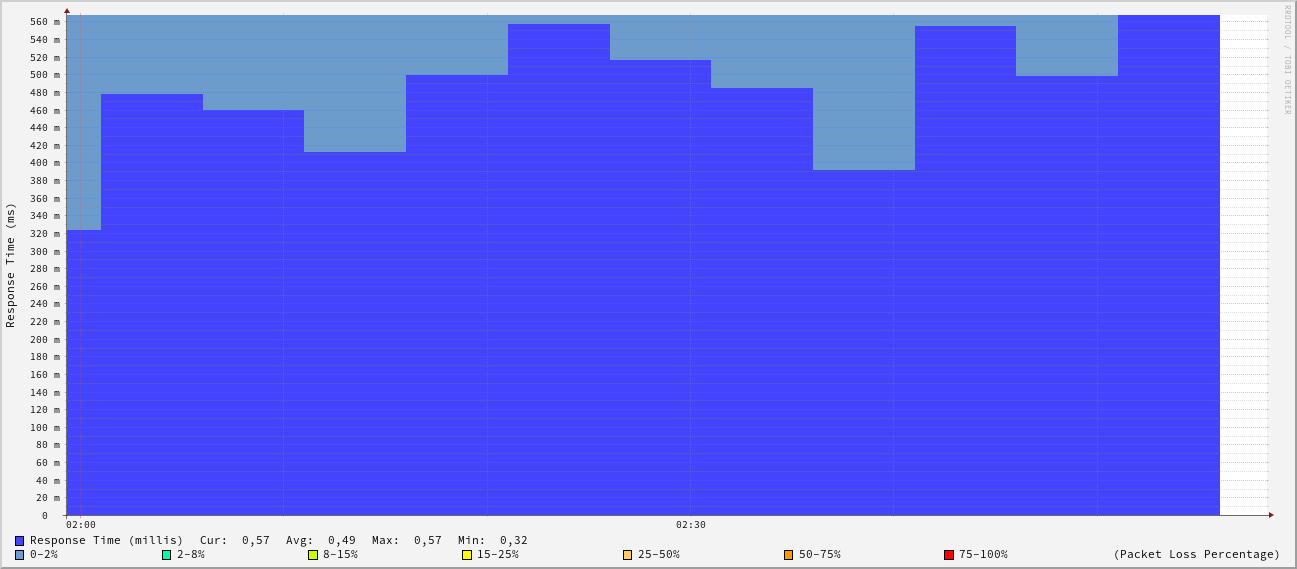 RRDTOOL / TOBI OETIKER
Response Time (ms)
560 m
540 m
520 m
500 m
480 m
460 m
440 m
420 m
400 m
380 m
360 m
340 m
320 m
300 m
280 m
260 m
240 m
220 m
200 m
180 m
160 m
140 m
120 m
100 m
80 m
60 m
40 m
20 m
0
02:00 02:30
Response Time (millis) Cur: 0,57 Avg: 0,49 Max: 0,57 Min: 0,32
0-2% 2-8% 8-15% 15-25% 25-50% 50-75% 75-100% (Packet Loss Percentage)